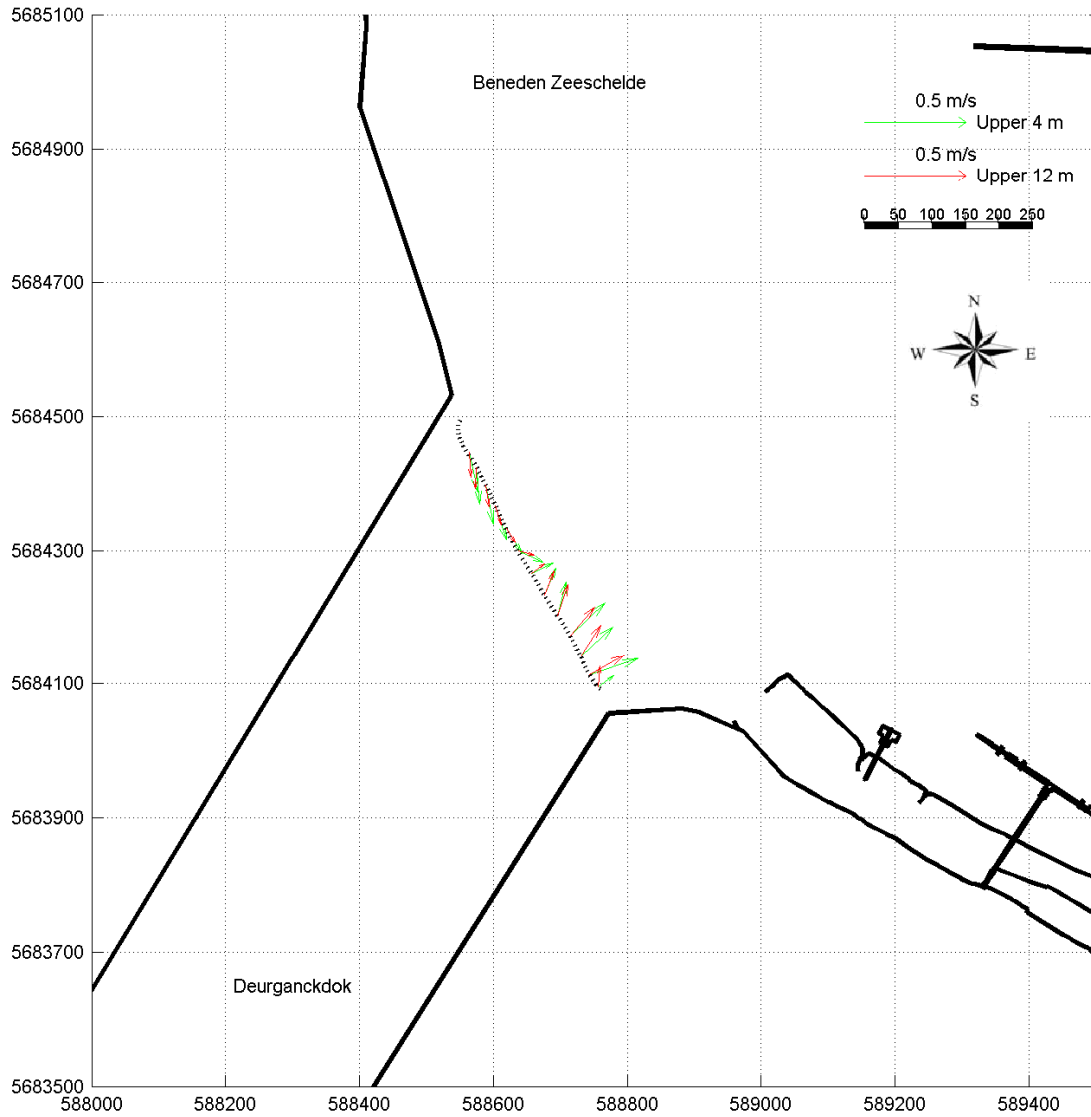 5685100
Beneden Zeeschelde
0.5 m/s
Upper 4 m
5684900
0.5 m/s
Upper 12 m
0 50 100 150 200 250
5684700
N
W E
S
5684500
5684300
5684100
5683900
5683700
Deurganckdok
5683500
588000 588200 588400 588600 588800 589000 589200 589400